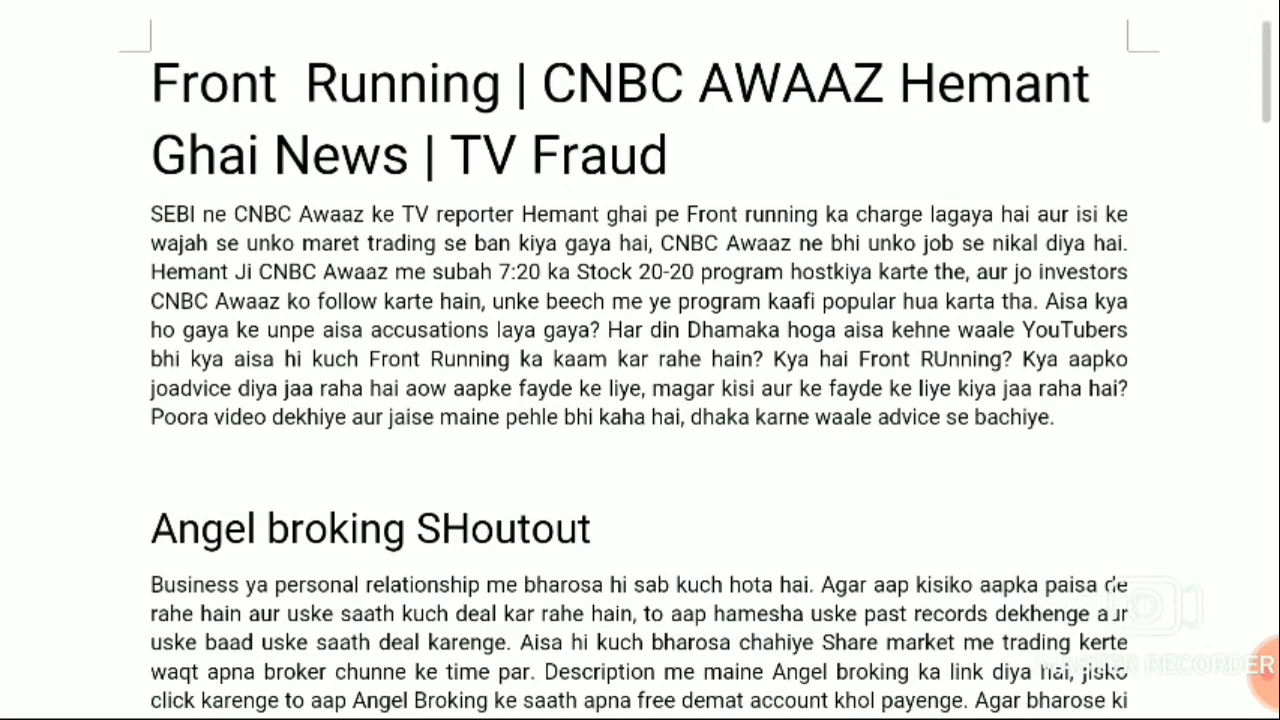 Front Running | CNBC AWAAZ Hemant
Ghai News | TV Fraud
SEBI ne CNBC Awaaz ke TV reporter Hemant ghai pe Front running ka charge lagaya hai aur isi ke
wajah se unko maret trading se ban kiya gaya hai, CNBC Awaaz ne bhi unko job se nikal diya hai.
Hemant Ji CNBC Awaaz me subah 7:20 ka Stock 20-20 program hostkiya karte the, aur jo investors
CNBC Awaaz ko follow karte hain, unke beech me ye program kaafi popular hua karta tha. Aisa kya
ho gaya ke unpe aisa accusations laya gaya? Har din Dhamaka hoga aisa kehne waale YouTubers
bhi kya aisa hi kuch Front Running ka kaam kar rahe hain? Kya hai Front RUnning? Kya aapko
joadvice diya jaa raha hai aow aapke fayde ke liye, magar kisi aur ke fayde ke liye kiya jaa raha hai?
Poora video dekhiye aur jaise maine pehle bhi kaha hai, dhaka karne waale advice se bachiye.
Angel broking SHoutout
Business ya personal relationship me bharosa hi sab kuch hota hai. Agar aap kisiko aapka paisa de
rahe hain aur uske saath kuch deal kar rahe hain, to aap hamesha uske past records dekhenge aur
uske baad uske saath deal karenge. Aisa hi kuch bharosa chahiye Share market me trading kerte
waqt apna broker chunne ke time par. Description me maine Angel broking ka link diya hai, jisko
click karenge to aap Angel Broking ke saath apna free demat account khol payenge. Agar bharose ki
RECORDER